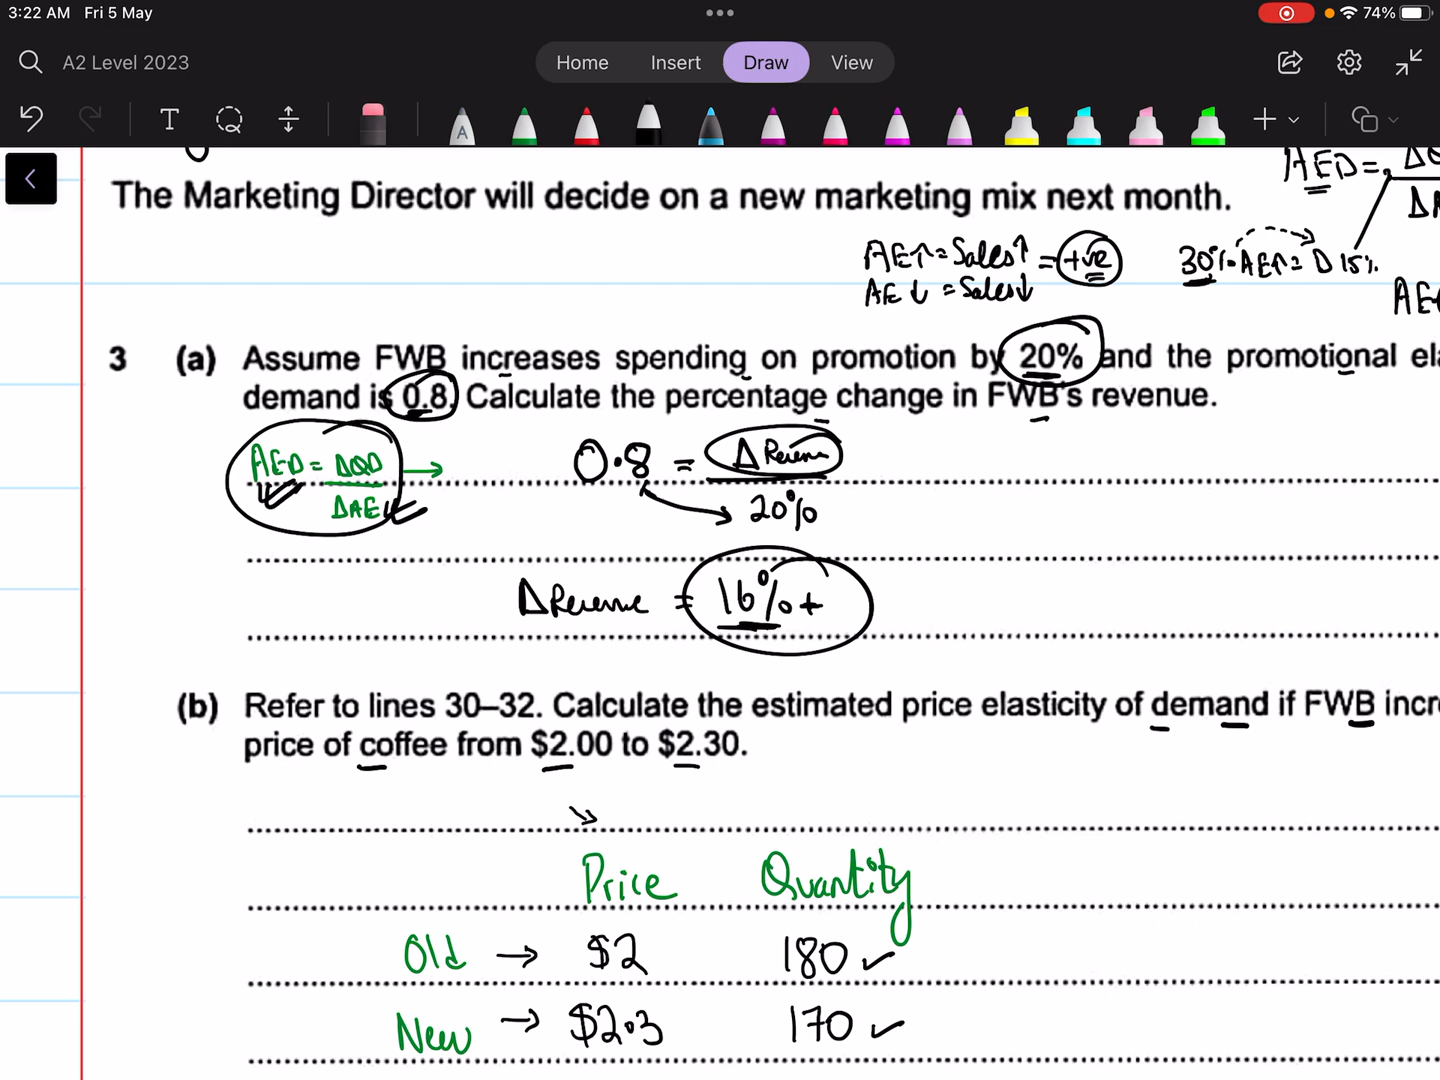 3:22 AM Fri 5 May
74%
A2 Level 2023
Home Insert Draw View
T
A
The Marketing Director will decide on a new marketing mix next month.
AED =
AE↑ = Sales↑ = +ve
AE↓ = Sales↓
30% AE↑ = D 15%
3 (a) Assume FWB increases spending on promotion by 20% and the promotional
demand is 0.8. Calculate the percentage change in FWB's revenue.
AED = ΔQD
ΔAE
0.8 = Δ Revenue
20%
Δ Revenue = 16% +
(b) Refer to lines 30–32. Calculate the estimated price elasticity of demand if FWB incr
price of coffee from $2.00 to $2.30.
Price Quantity
Old → $2 180 ✓
New → $2.3 170 ✓